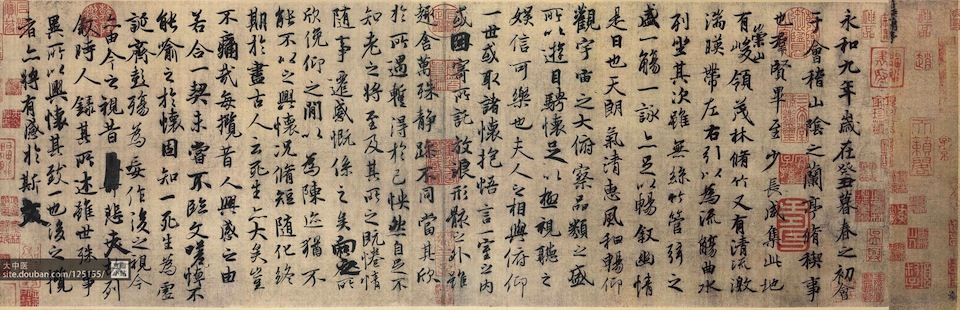 永和九年歲在癸丑暮春之初會
于會稽山陰之蘭亭脩稧事
也羣賢畢至少長咸集此地
有崇山峻領茂林脩竹又有清流激
湍暎帶左右引以為流觴曲水
列坐其次雖無絲竹管弦之
盛一觴一詠亦足以暢叙幽情
是日也天朗氣清惠風和暢仰
觀宇宙之大俯察品類之盛
所以遊目騁懷足以極視聽之
娛信可樂也夫人之相與俯仰
一世或取諸懷抱悟言一室之內
或因寄所託放浪形骸之外雖
趣舍萬殊靜躁不同當其欣
於所遇蹔得於己怏然自足不
知老之將至及其所之既惓情
隨事遷感慨係之矣向之所
欣俛仰之閒以為陳迹猶不
能不以之興懷況脩短隨化終
期於盡古人云死生亦大矣豈
不痛哉每攬昔人興感之由
若合一契未嘗不臨文嗟悼不
能喻之於懷固知一死生為虛
誕齊彭殤為妄作後之視今
亦由今之視昔悲夫故列
叙時人錄其所述雖世殊事
異所以興懷其致一也後之攬
者亦將有感於斯文
大中医
site.douban.com/125155/